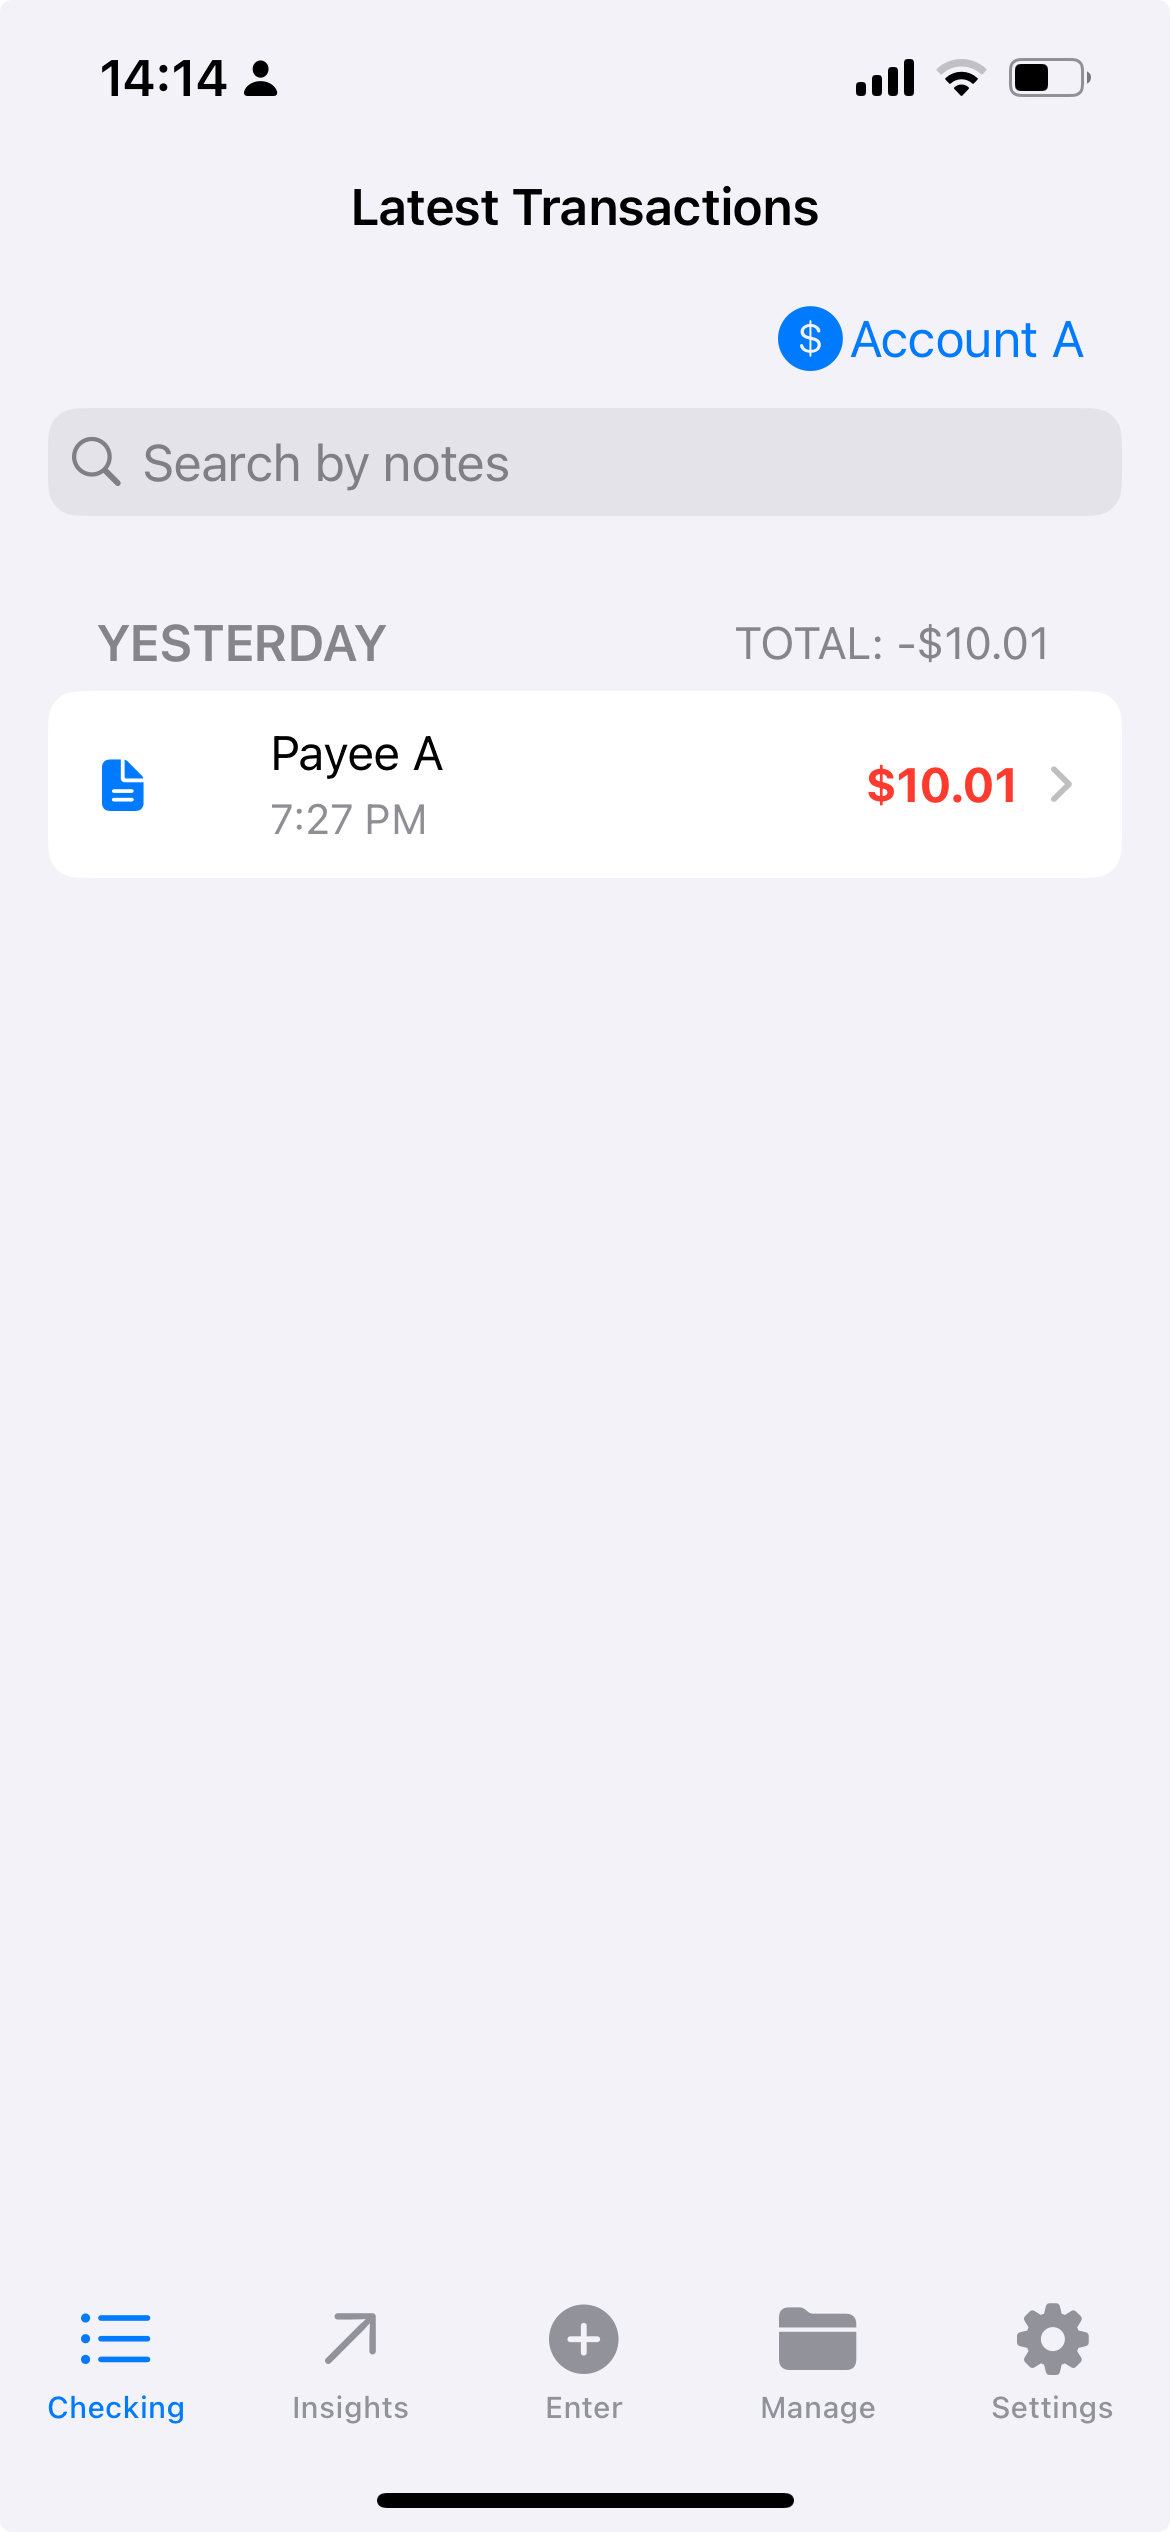 14:14
Latest Transactions
$ Account A
Search by notes
YESTERDAY TOTAL: -$10.01
Payee A
$10.01
7:27 PM
Checking Insights Enter Manage Settings